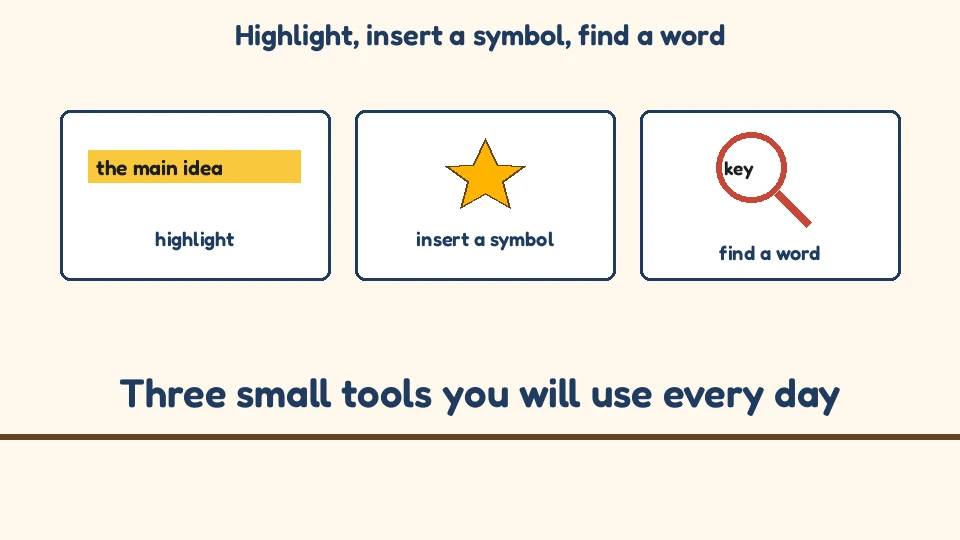 Highlight, insert a symbol, find a word
the main idea
highlight
insert a symbol
key
find a word
Three small tools you will use every day